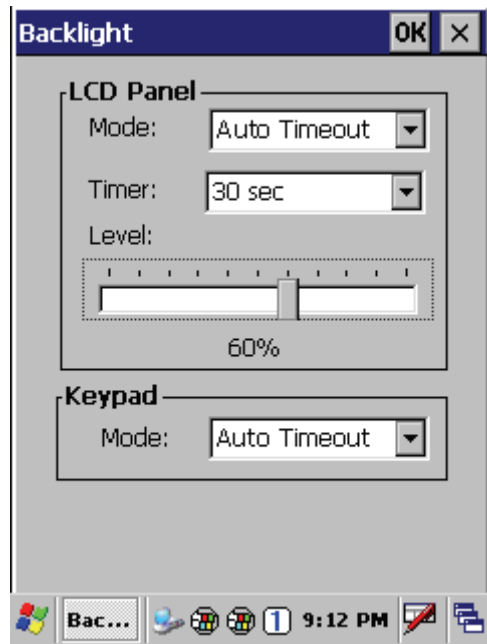 Backlight OK
LCD Panel
Mode: Auto Timeout
Timer: 30 sec
Level:
60%
Keypad
Mode: Auto Timeout
Bac... 1 9:12 PM